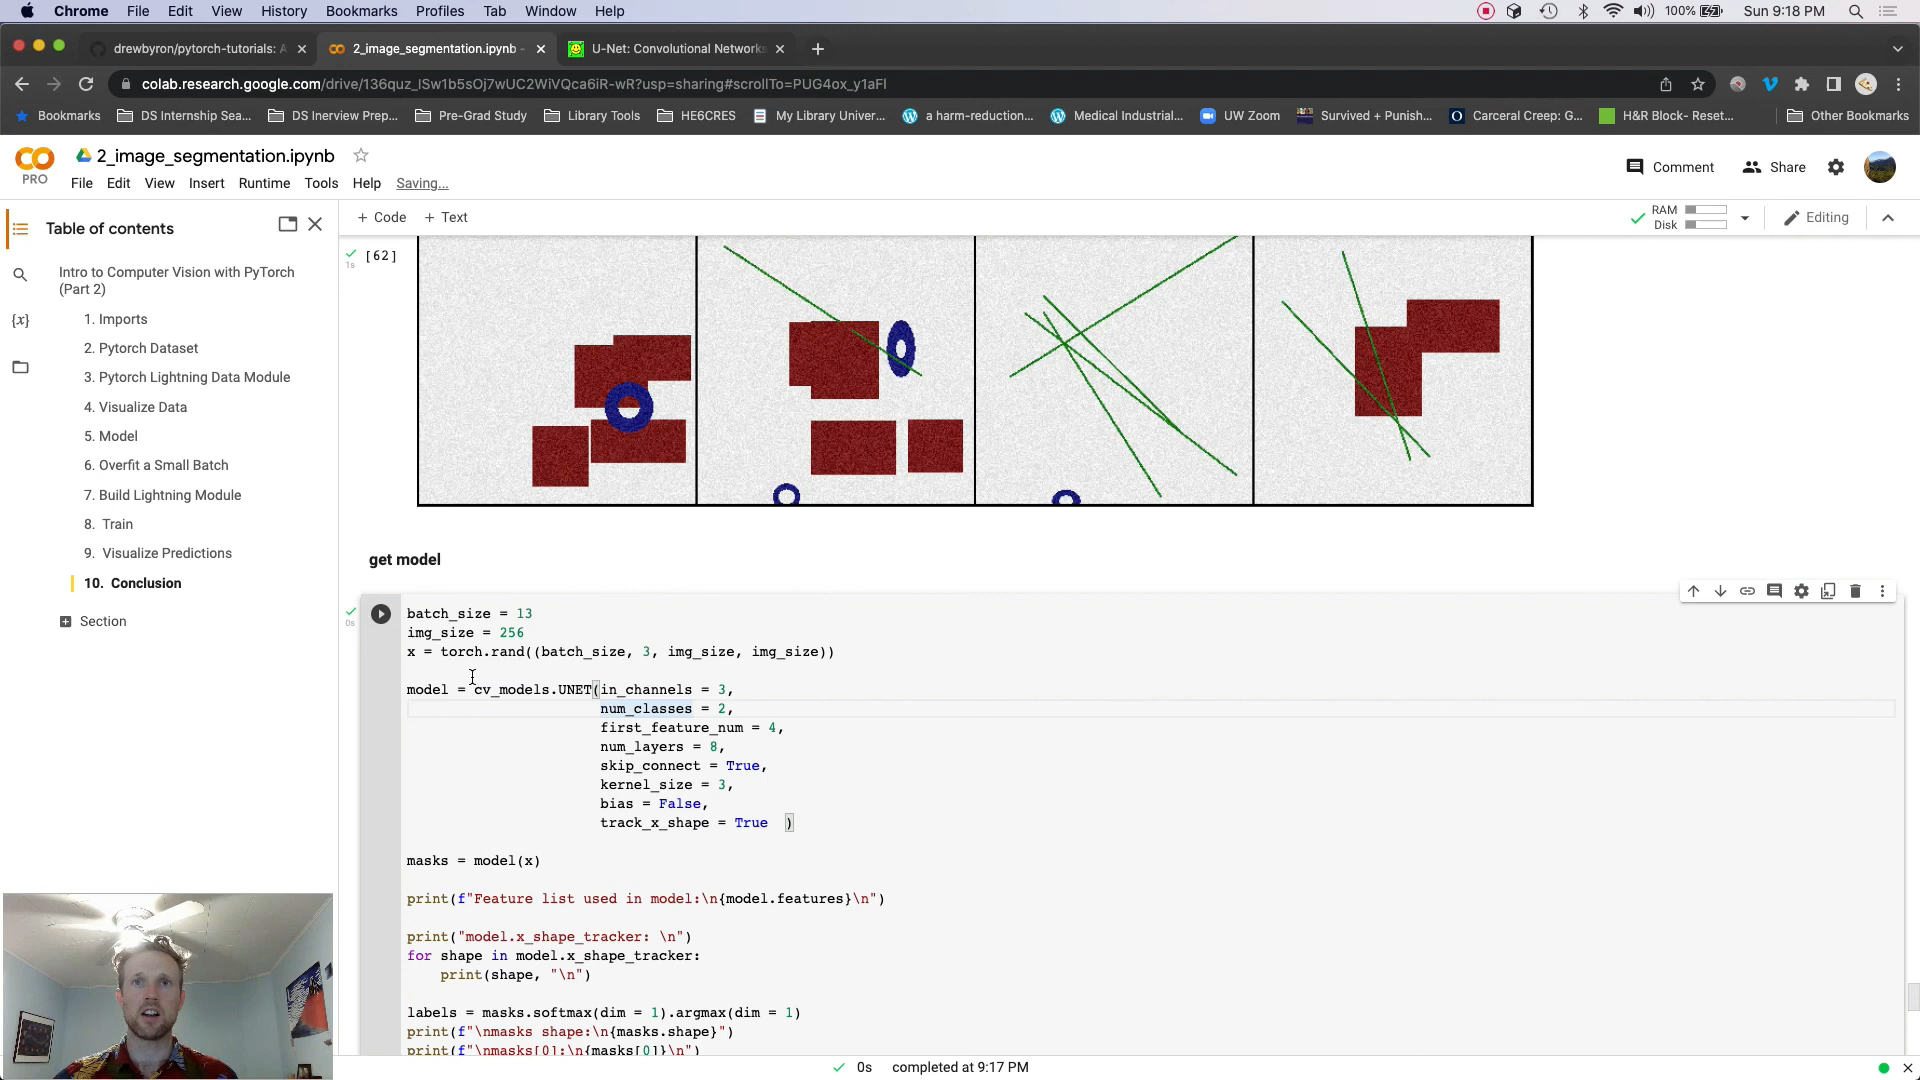 Chrome File Edit View History Bookmarks Profiles Tab Window Help 100% Sun 9:18 PM
drewbyron/pytorch-tutorials: A 2_image_segmentation.ipynb - U-Net: Convolutional Network
colab.research.google.com/drive/136quz_lSw1b5sOj7wUC2WiVQca6iR-wR?usp=sharing#scrollTo=PUG4ox_y1aFl
Bookmarks DS Internship Sea... DS Inerview Prep... Pre-Grad Study Library Tools HE6CRES My Library Univer... a harm-reduction... Medical Industrial... UW Zoom Survived + Punish... Carceral Creep: G... H&R Block- Reset... Other Bookmarks
2_image_segmentation.ipynb
PRO
File Edit View Insert Runtime Tools Help Saving...
Comment Share
Table of contents
+ Code + Text
RAM
Disk
Editing
Intro to Computer Vision with PyTorch
(Part 2)
1. Imports
2. Pytorch Dataset
3. Pytorch Lightning Data Module
4. Visualize Data
5. Model
6. Overfit a Small Batch
7. Build Lightning Module
8. Train
9. Visualize Predictions
10. Conclusion
Section
{x}
[62]
1s
get model
0s
batch_size = 13
img_size = 256
x = torch.rand((batch_size, 3, img_size, img_size))
model = cv_models.UNET(in_channels = 3,
num_classes = 2,
first_feature_num = 4,
num_layers = 8,
skip_connect = True,
kernel_size = 3,
bias = False,
track_x_shape = True )
masks = model(x)
print(f"Feature list used in model:\n{model.features}\n")
print("model.x_shape_tracker: \n")
for shape in model.x_shape_tracker:
print(shape, "\n")
labels = masks.softmax(dim = 1).argmax(dim = 1)
print(f"\nmasks shape:\n{masks.shape}")
print(f"\nmasks[0]:\n{masks[0]}\n")
0s completed at 9:17 PM